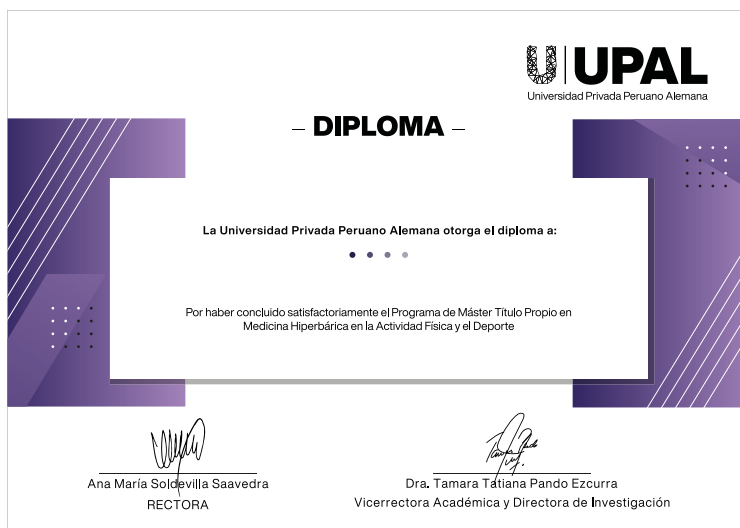 UPAL
Universidad Privada Peruano Alemana
– DIPLOMA –
La Universidad Privada Peruano Alemana otorga el diploma a:
Por haber concluido satisfactoriamente el Programa de Máster Título Propio en
Medicina Hiperbárica en la Actividad Física y el Deporte
Ana María Soldevilla Saavedra
RECTORA
Dra. Tamara Tatiana Pando Ezcurra
Vicerrectora Académica y Directora de Investigación